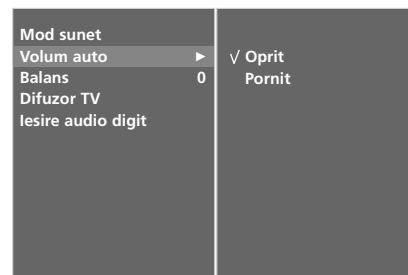 Mod sunet
Volum auto ►
Balans 0
Difuzor TV
Iesire audio digit
√ Oprit
Pornit